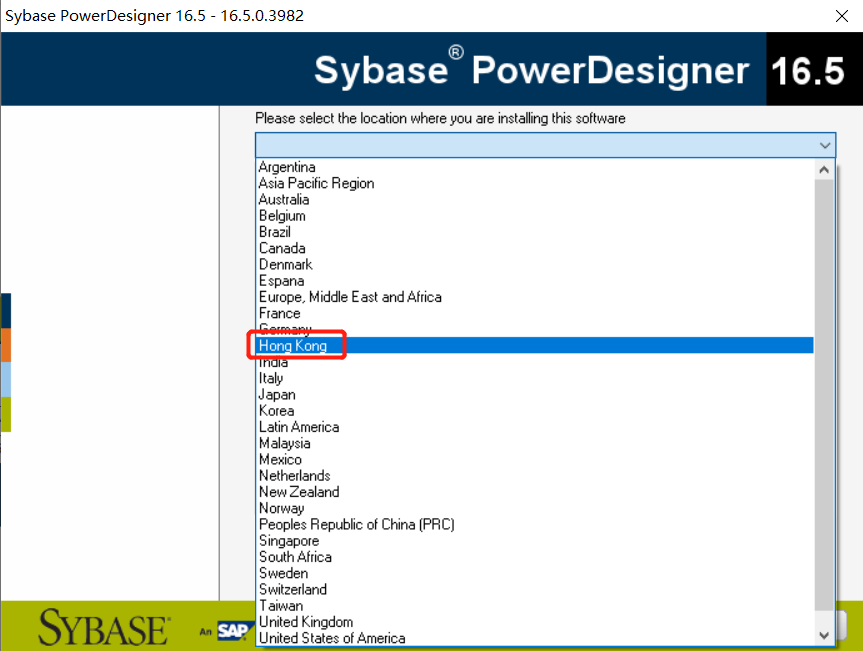 Sybase PowerDesigner 16.5 - 16.5.0.3982
Sybase® PowerDesigner 16.5
Please select the location where you are installing this software
Argentina
Asia Pacific Region
Australia
Belgium
Brazil
Canada
Denmark
Espana
Europe, Middle East and Africa
France
Germany
Hong Kong
India
Italy
Japan
Korea
Latin America
Malaysia
Mexico
Netherlands
New Zealand
Norway
Peoples Republic of China (PRC)
Singapore
South Africa
Sweden
Switzerland
Taiwan
United Kingdom
United States of America
SYBASE An SAP